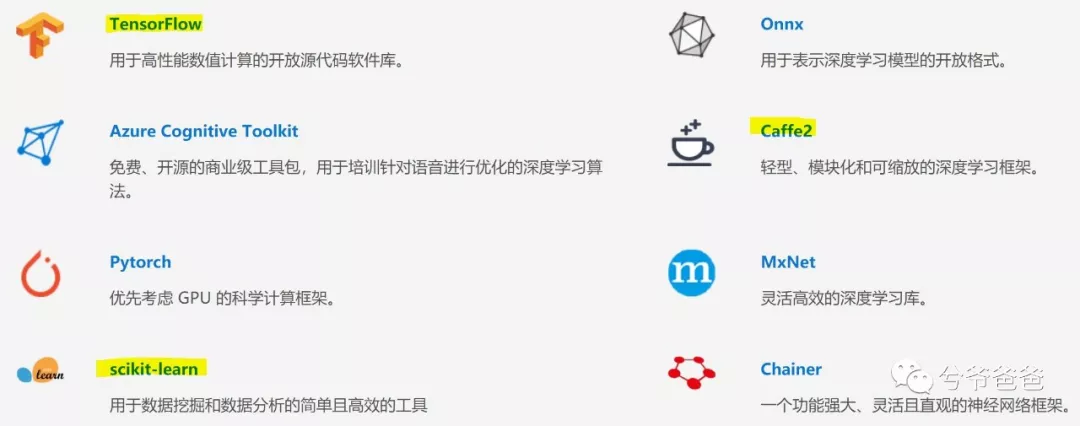 TensorFlow
用于高性能数值计算的开放源代码软件库。
Onnx
用于表示深度学习模型的开放格式。
Azure Cognitive Toolkit
免费、开源的商业级工具包，用于培训针对语音进行优化的深度学习算
法。
Caffe2
轻型、模块化和可缩放的深度学习框架。
Pytorch
优先考虑 GPU 的科学计算框架。
m
MxNet
灵活高效的深度学习库。
learn
scikit-learn
用于数据挖掘和数据分析的简单且高效的工具
Chainer
一个功能强大、灵活且直观的神经网络框架。
兮爷爸爸